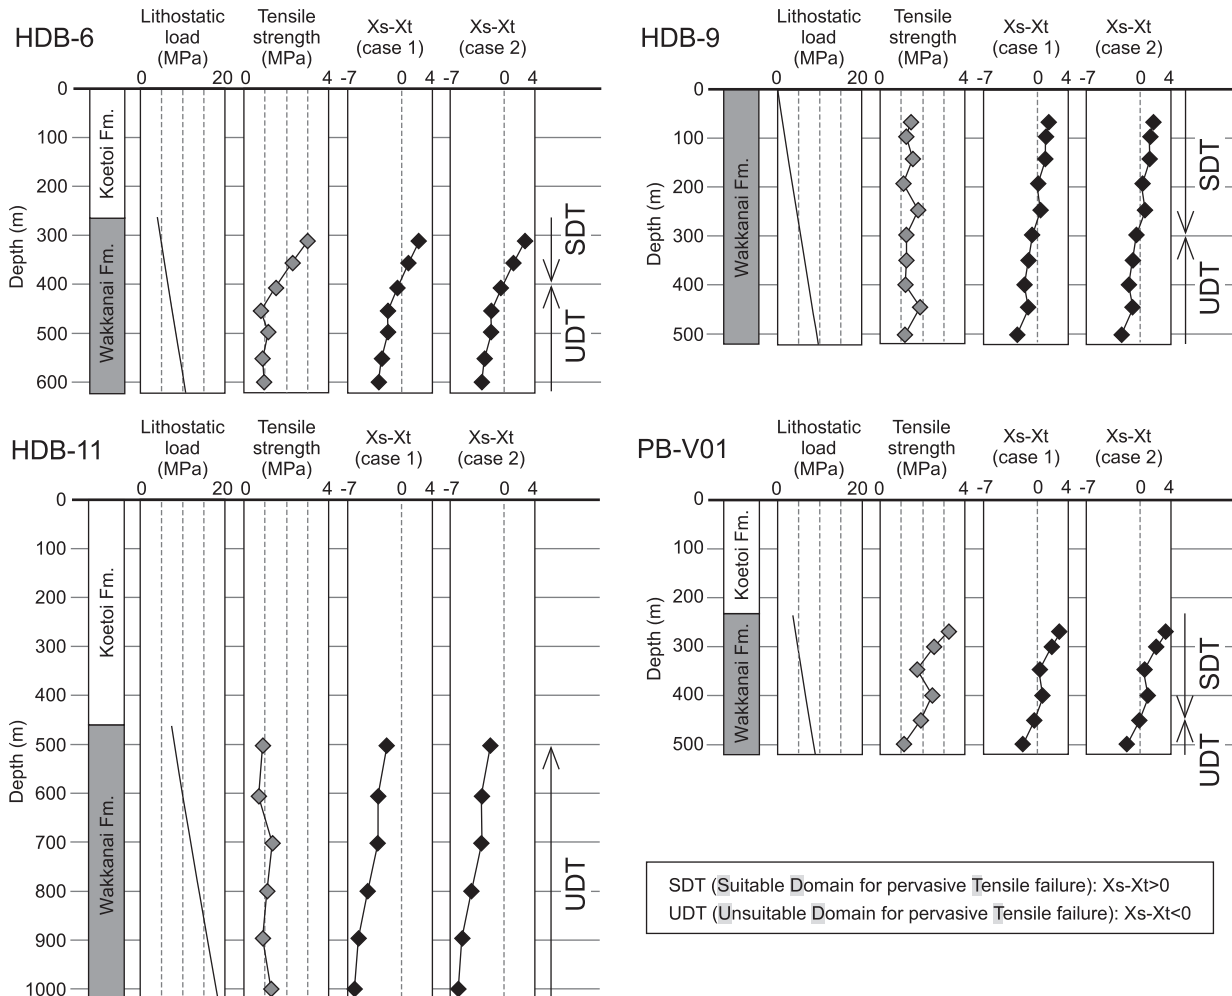 HDB-6
Lithostatic
load
(MPa)
Tensile
strength
(MPa)
Xs-Xt
(case 1)
Xs-Xt
(case 2)
0 20 0 4 -7 0 4 -7 0 4
0
100
200
300
400
500
600
Depth (m)
Koetoi Fm.
Wakkanai Fm.
SDT
UDT
HDB-9
Lithostatic
load
(MPa)
Tensile
strength
(MPa)
Xs-Xt
(case 1)
Xs-Xt
(case 2)
0 20 0 4 -7 0 4 -7 0 4
0
100
200
300
400
500
Depth (m)
Wakkanai Fm.
SDT
UDT
HDB-11
Lithostatic
load
(MPa)
Tensile
strength
(MPa)
Xs-Xt
(case 1)
Xs-Xt
(case 2)
0 20 0 4 -7 0 4 -7 0 4
0
100
200
300
400
500
600
700
800
900
1000
Depth (m)
Koetoi Fm.
Wakkanai Fm.
UDT
PB-V01
Lithostatic
load
(MPa)
Tensile
strength
(MPa)
Xs-Xt
(case 1)
Xs-Xt
(case 2)
0 20 0 4 -7 0 4 -7 0 4
0
100
200
300
400
500
Depth (m)
Koetoi Fm.
Wakkanai Fm.
SDT
UDT
SDT (Suitable Domain for pervasive Tensile failure): Xs-Xt>0
UDT (Unsuitable Domain for pervasive Tensile failure): Xs-Xt<0